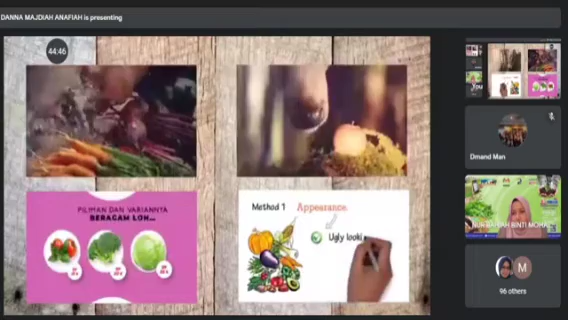 DANNA MAJDIAH ANAFIAH is presenting
44:46
PILIHAN DAN VARIANNYA
BERAGAM LOH...
Method 1 Appearance
Ugly looki
You
Dmand Man
M
96 others